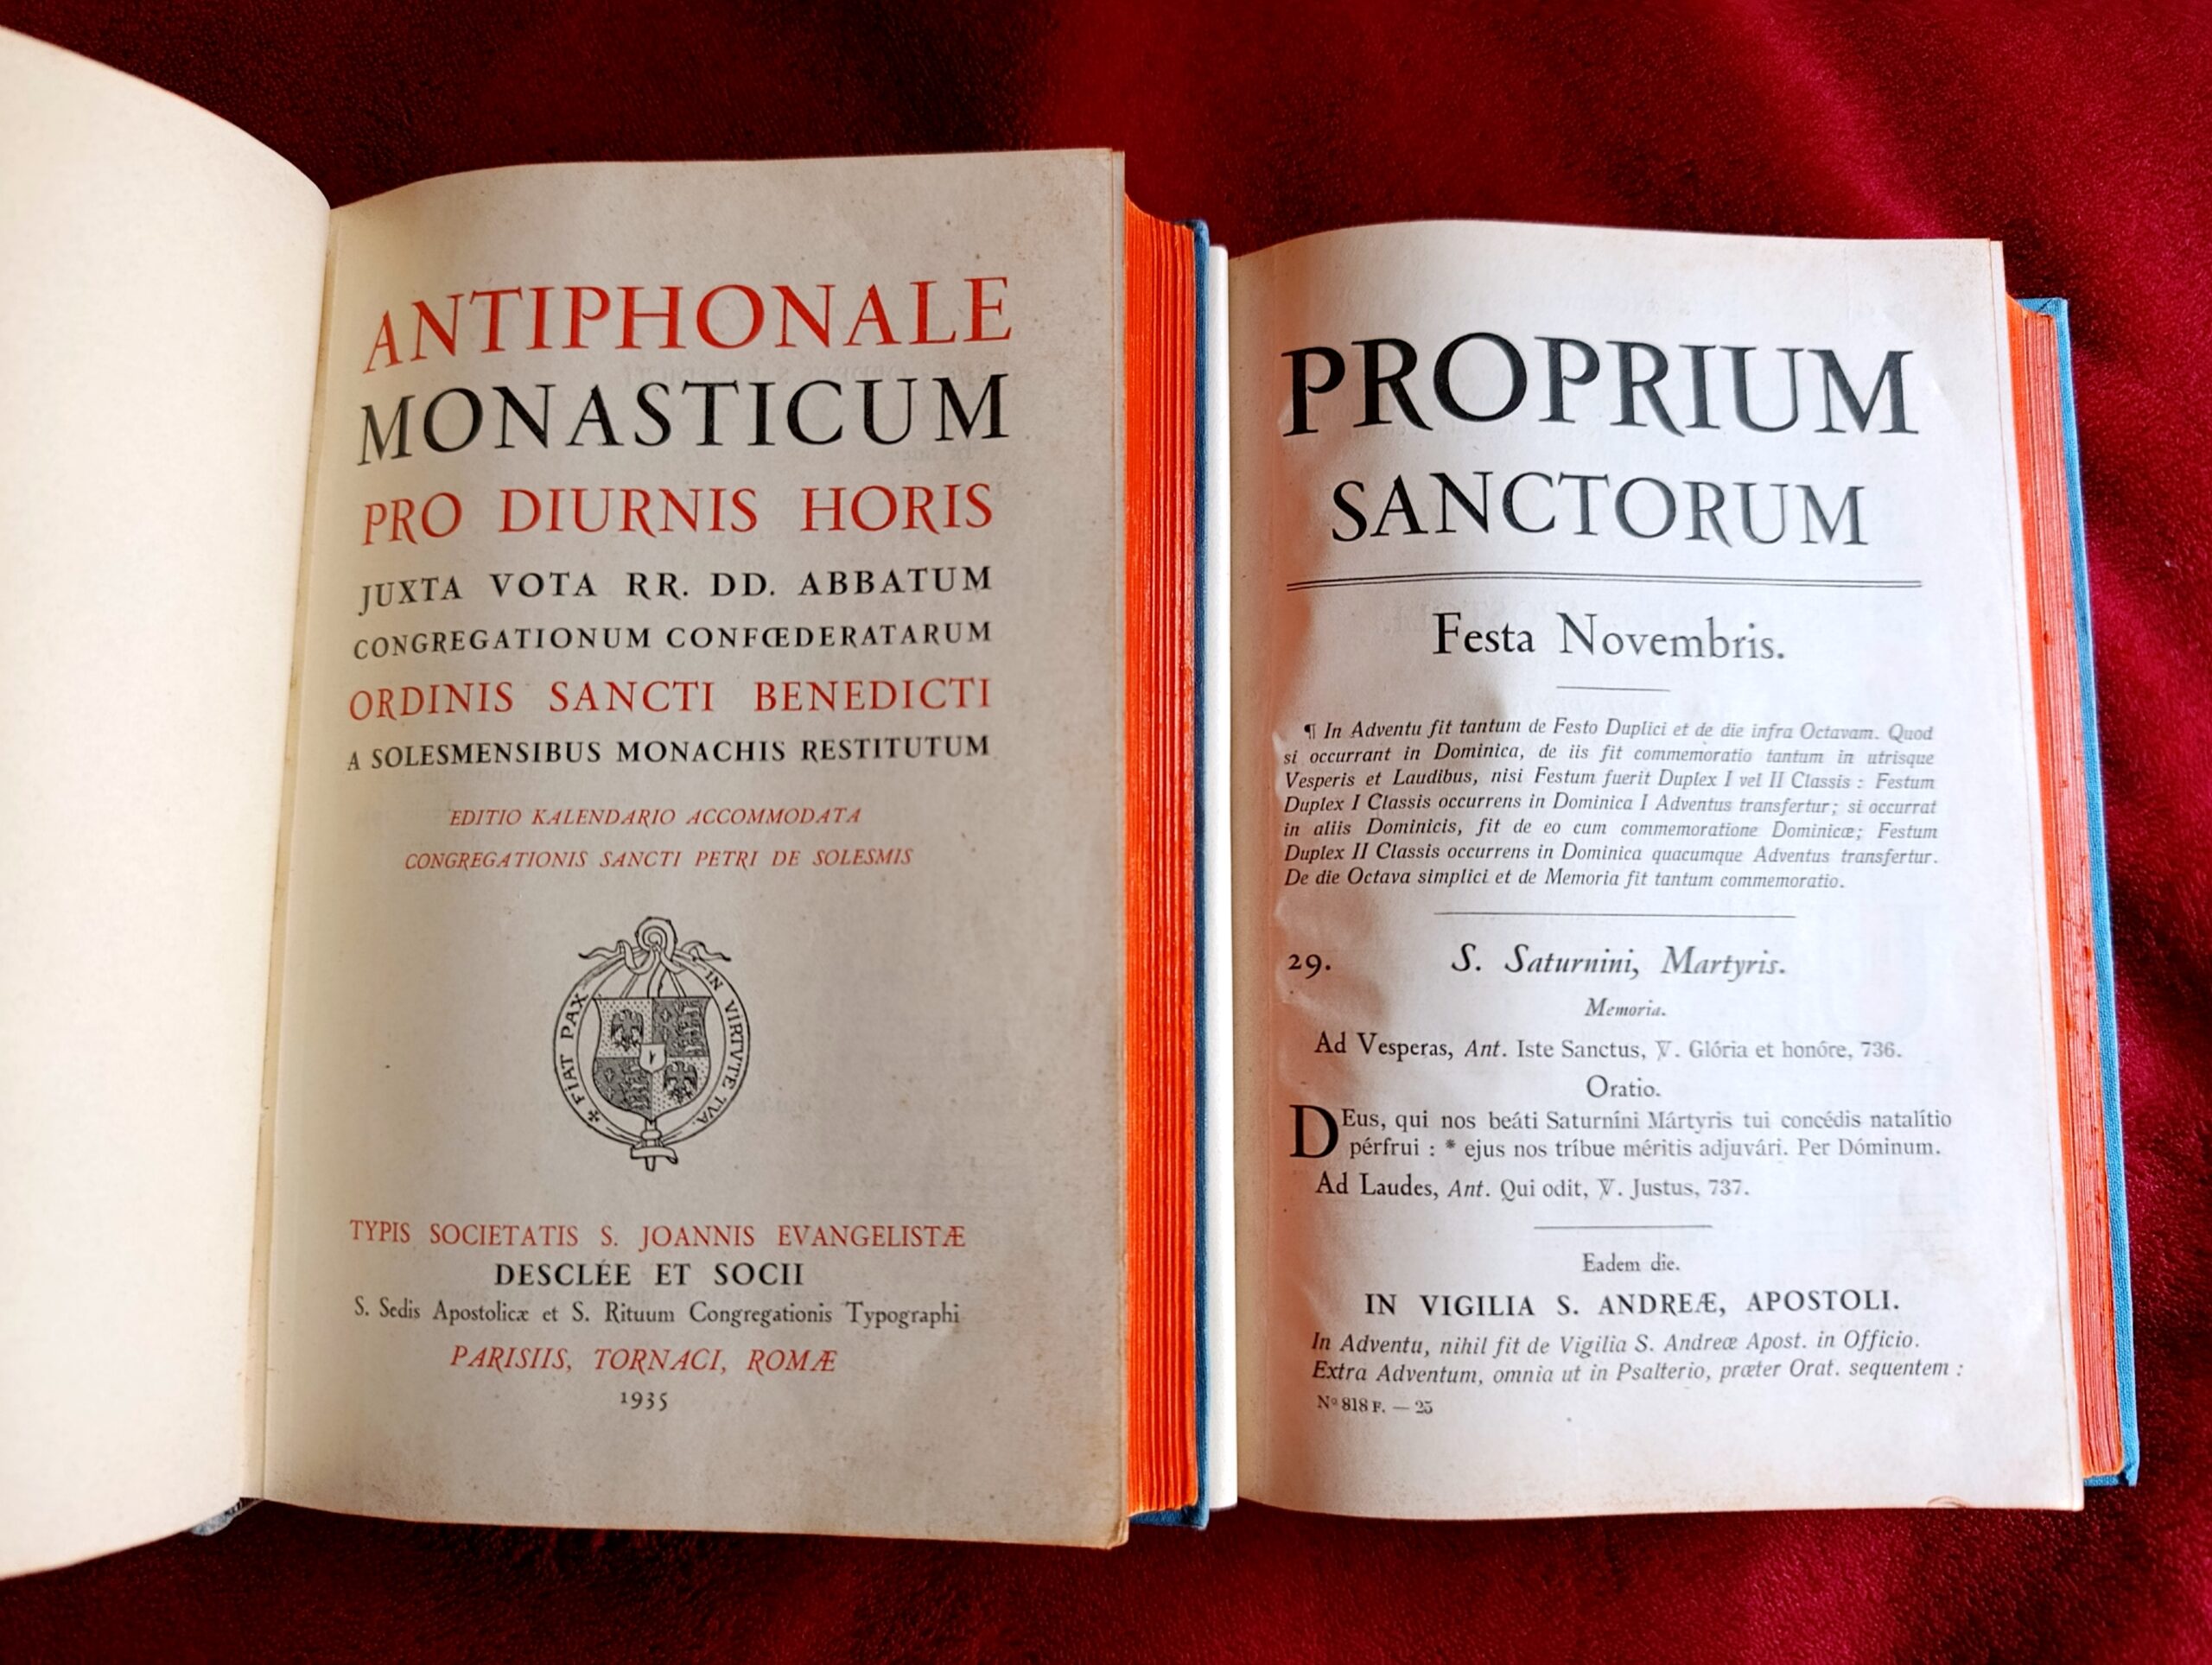 ANTIPHONALE
MONASTICUM
PRO DIURNIS HORIS
JUXTA VOTA RR. DD. ABBATUM
CONGREGATIONUM CONFŒDERATARUM
ORDINIS SANCTI BENEDICTI
A SOLESMENSIBUS MONACHIS RESTITUTUM
EDITIO KALENDARIO ACCOMMODATA
CONGREGATIONIS SANCTI PETRI DE SOLESMIS
✠ FIAT PAX IN VIRTVTE TVA.
TYPIS SOCIETATIS S. JOANNIS EVANGELISTÆ
DESCLÉE ET SOCII
S. Sedis Apostolicæ et S. Rituum Congregationis Typographi
PARISIIS, TORNACI, ROMÆ
1935
PROPRIUM
SANCTORUM
Festa Novembris.
¶ In Adventu fit tantum de Festo Duplici et de die infra Octavam. Quod
si occurrant in Dominica, de iis fit commemoratio tantum in utrisque
Vesperis et Laudibus, nisi Festum fuerit Duplex I vel II Classis : Festum
Duplex I Classis occurrens in Dominica I Adventus transfertur; si occurrat
in aliis Dominicis, fit de eo cum commemoratione Dominicæ; Festum
Duplex II Classis occurrens in Dominica quacumque Adventus transfertur.
De die Octava simplici et de Memoria fit tantum commemoratio.
29. S. Saturnini, Martyris.
Memoria.
Ad Vesperas, Ant. Iste Sanctus, ℣. Glória et honóre, 736.
Oratio.
DEus, qui nos beáti Saturníni Mártyris tui concédis natalítio
pérfrui : * ejus nos tríbue méritis adjuvári. Per Dóminum.
Ad Laudes, Ant. Qui odit, ℣. Justus, 737.
Eadem die.
IN VIGILIA S. ANDREÆ, APOSTOLI.
In Adventu, nihil fit de Vigilia S. Andreæ Apost. in Officio.
Extra Adventum, omnia ut in Psalterio, præter Orat. sequentem :
Nº 818 F. — 25